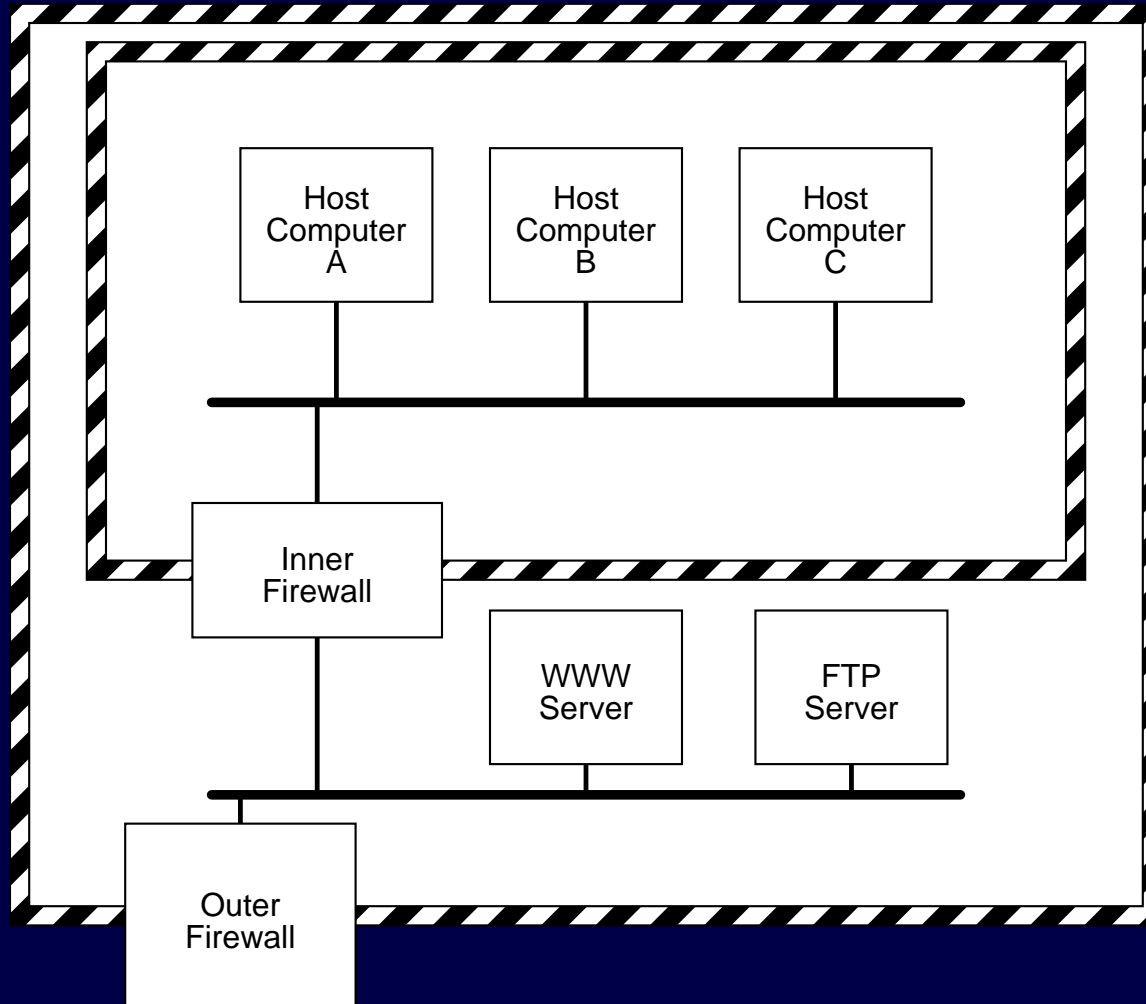 Host
Computer
A
Host
Computer
B
Host
Computer
C
Inner
Firewall
WWW
Server
FTP
Server
Outer
Firewall